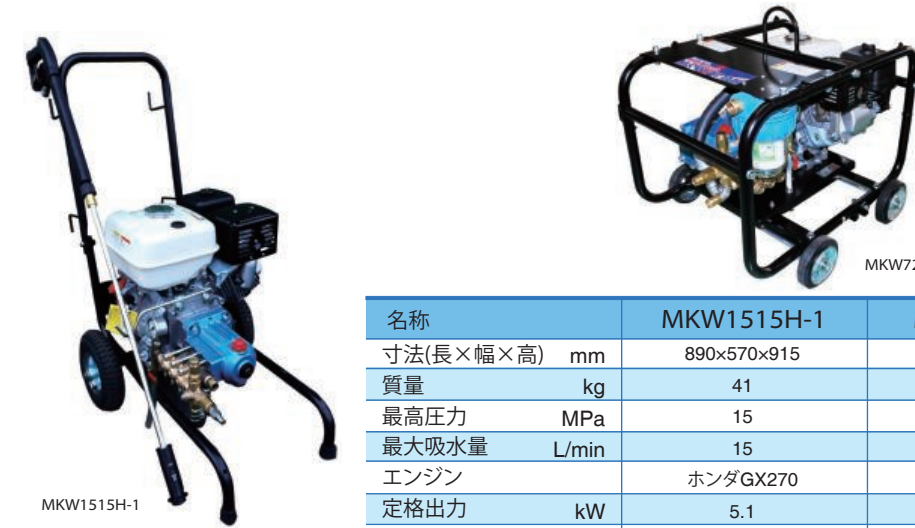 MKW72
名称 MKW1515H-1
寸法(長×幅×高) mm 890×570×915
質量 kg 41
最高圧力 MPa 15
最大吸水量 L/min 15
エンジン ホンダGX270
定格出力 kW 5.1
MKW1515H-1